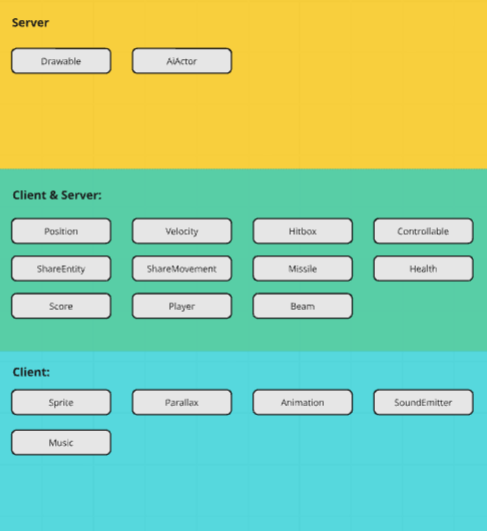 Server
Drawable AiActor
Client & Server:
Position Velocity Hitbox Controllable
ShareEntity ShareMovement Missile Health
Score Player Beam
Client:
Sprite Parallax Animation SoundEmitter
Music